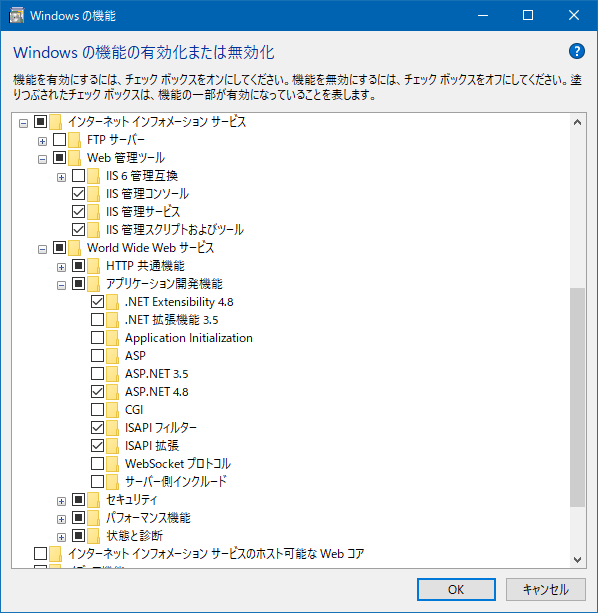 Windows の機能
Windows の機能の有効化または無効化
機能を有効にするには、チェック ボックスをオンにしてください。機能を無効にするには、チェック ボックスをオフにしてください。塗
りつぶされたチェック ボックスは、機能の一部が有効になっていることを表します。
インターネット インフォメーション サービス
FTP サーバー
Web 管理ツール
IIS 6 管理互換
IIS 管理コンソール
IIS 管理サービス
IIS 管理スクリプトおよびツール
World Wide Web サービス
HTTP 共通機能
アプリケーション開発機能
.NET Extensibility 4.8
.NET 拡張機能 3.5
Application Initialization
ASP
ASP.NET 3.5
ASP.NET 4.8
CGI
ISAPI フィルター
ISAPI 拡張
WebSocket プロトコル
サーバー側インクルード
セキュリティ
パフォーマンス機能
状態と診断
インターネット インフォメーション サービスのホスト可能な Web コア
OK
キャンセル